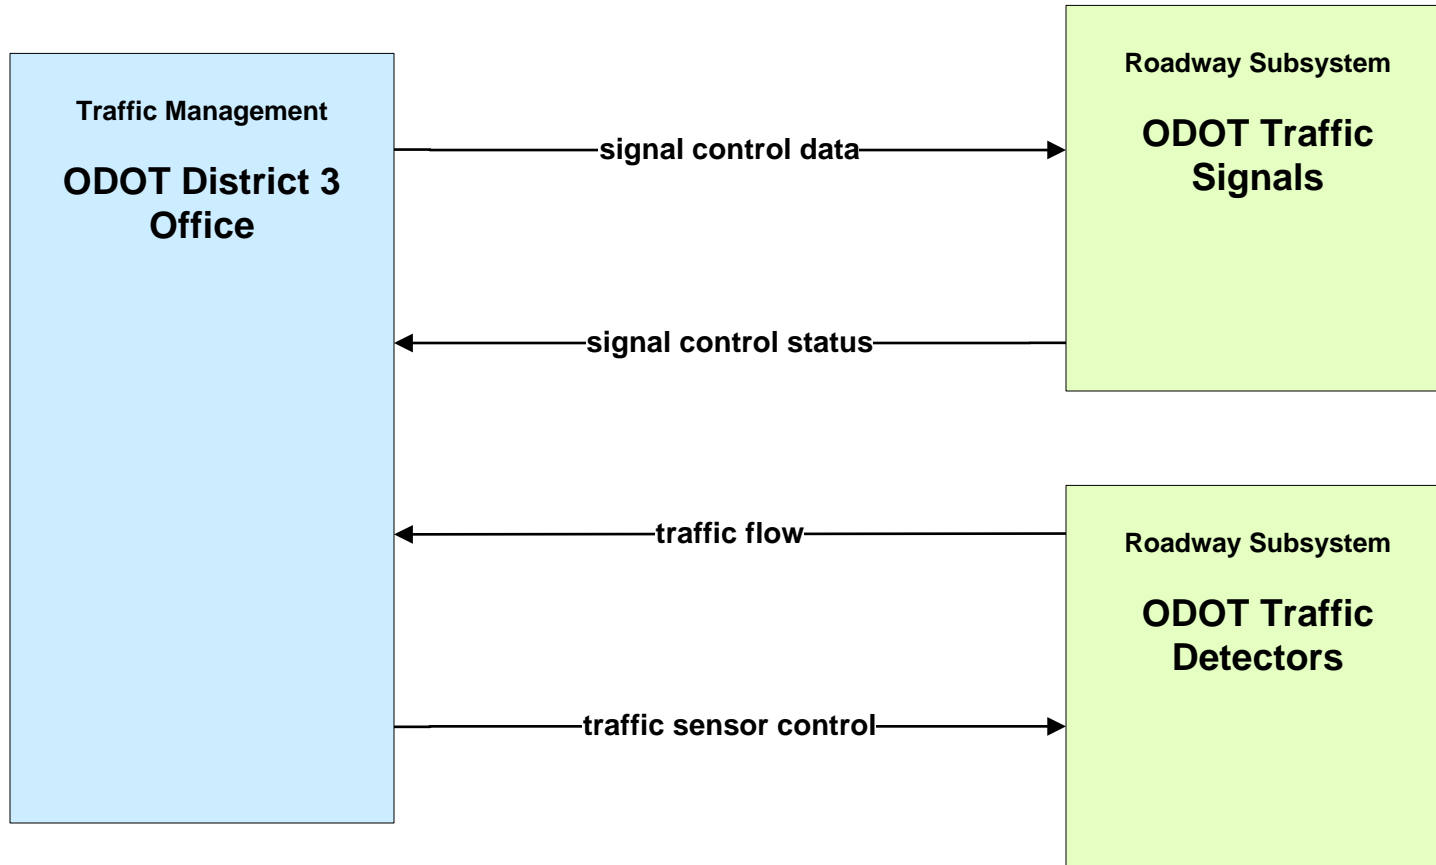 Traffic Management
ODOT District 3
Office
signal control data
signal control status
traffic flow
traffic sensor control
Roadway Subsystem
ODOT Traffic
Signals
Roadway Subsystem
ODOT Traffic
Detectors